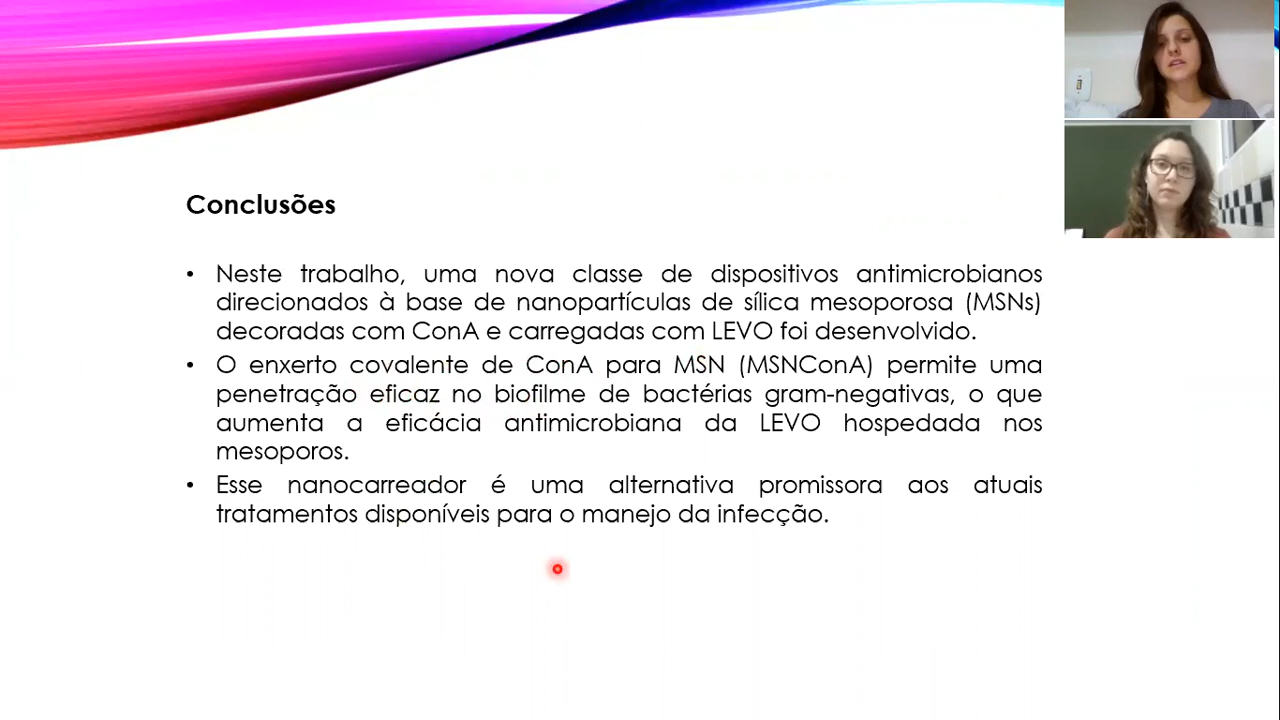 Conclusões
• Neste trabalho, uma nova classe de dispositivos antimicrobianos
direcionados à base de nanopartículas de sílica mesoporosa (MSNs)
decoradas com ConA e carregadas com LEVO foi desenvolvido.
• O enxerto covalente de ConA para MSN (MSNConA) permite uma
penetração eficaz no biofilme de bactérias gram-negativas, o que
aumenta a eficácia antimicrobiana da LEVO hospedada nos
mesoporos.
• Esse nanocarreador é uma alternativa promissora aos atuais
tratamentos disponíveis para o manejo da infecção.